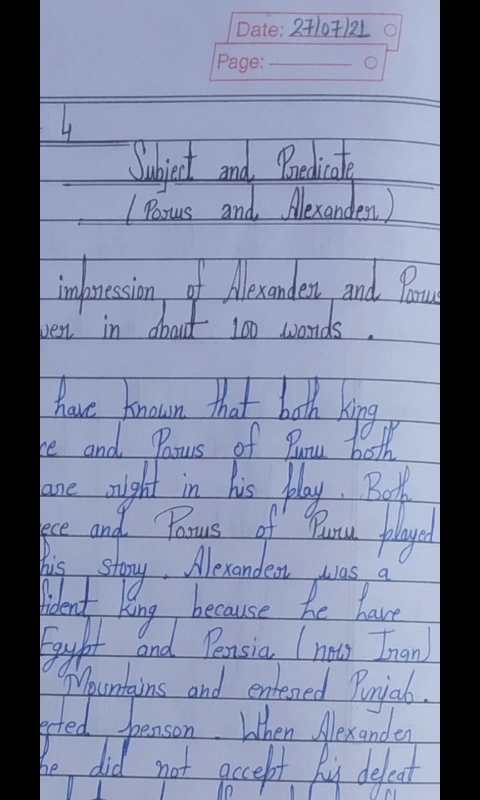 Date: 27/07/21
Page:
4
Subject and Predicate
(Porus and Alexander)
impression of Alexander and Porus
wer in about 100 words.
have known that both king
ce and Porus of Puru both
are right in his play. Both
ece and Porus of Puru played
his story. Alexander was a
fident king because he have
Egypt and Persia (now Iran)
Mountains and entered Punjab.
ected person. When Alexander
he did not accept his defeat